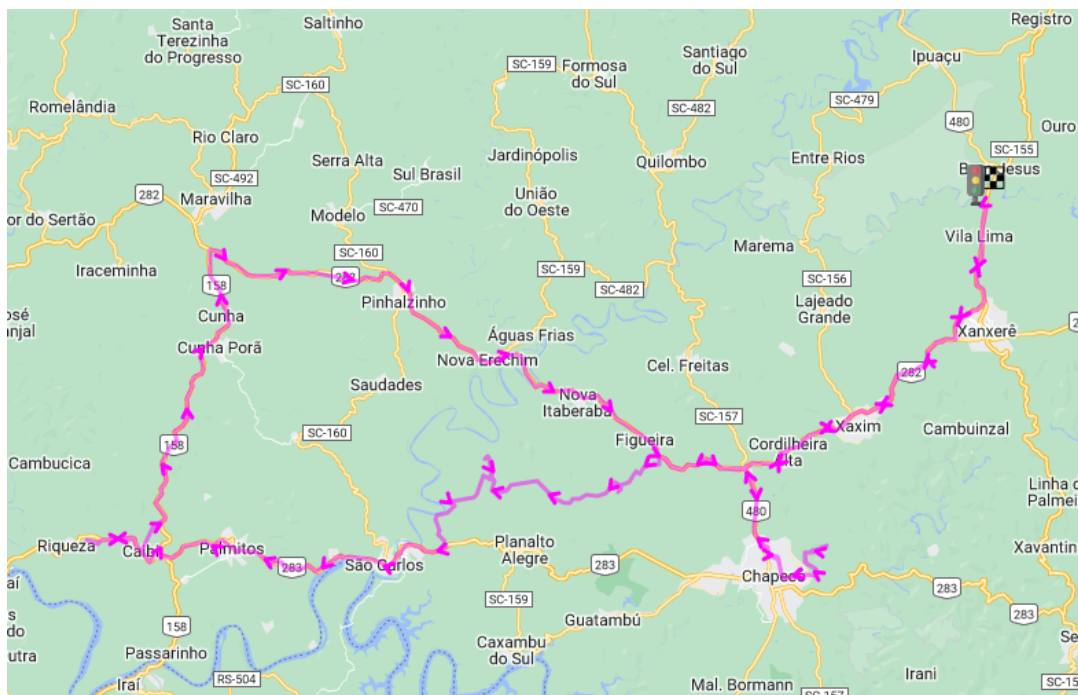 Registro
Saltinho
Santa
Terezinha
do Progresso
Santiago
do Sul
Ipuaçu
SC-159
Formosa
do Sul
SC-160
SC-479
Romelândia
SC-482
480
Ouro
Rio Claro
SC-155
Serra Alta
Jardinópolis
Quilombo
Entre Rios
Sul Brasil
SC-492
Maravilha
282
União
do Oeste
SC-470
Modelo
or do Sertão
Vila Lima
Marema
SC-160
Iraceminha
SC-159
SC-156
158
SC-482
Pinhalzinho
Lajeado
Grande
Cunha
Xanxerê
Águas Frias
Cunha Porã
Nova Erechim
Cel. Freitas
282
Saudades
Nova
Itaberaba
SC-157
Xaxim
Cambuinzal
SC-160
Figueira
Cordilheira
Alta
158
Cambucica
Linha d
Palmei
480
Riqueza
Caibi
Palmitos
Planalto
Alegre
Xavantin
283
São Carlos
283
Chapecó
283
283
SC-159
Guatambú
158
Caxambu
do Sul
Passarinho
Iraí
RS-504
Irani
Mal. Bormann
SC-157